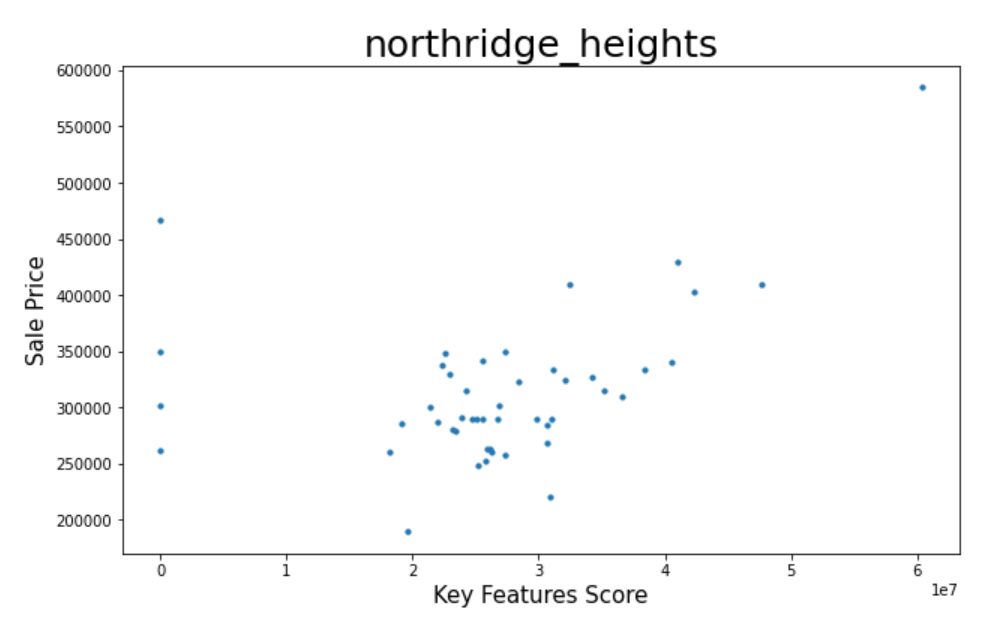 northridge_heights
600000
550000
500000
450000
400000
350000
300000
250000
200000
Sale Price
0 1 2 3 4 5 6
1e7
Key Features Score